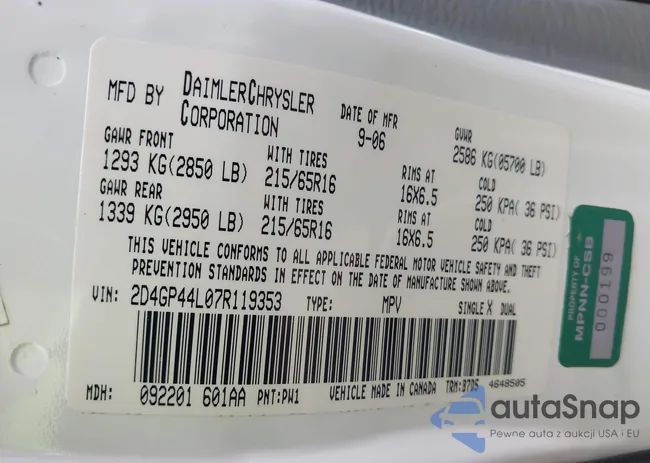 MFD BY DAIMLERCHRYSLER CORPORATION DATE OF MFR 9-06 GVWR 2586 KG(05700 LB)
GAWR FRONT WITH TIRES RIMS AT COLD
1293 KG(2850 LB) 215/65R16 16X6.5 250 KPA( 36 PSI)
GAWR REAR WITH TIRES RIMS AT COLD
1339 KG(2950 LB) 215/65R16 16X6.5 250 KPA( 36 PSI)
THIS VEHICLE CONFORMS TO ALL APPLICABLE FEDERAL MOTOR VEHICLE SAFETY AND THEFT
PREVENTION STANDARDS IN EFFECT ON THE DATE OF MANUFACTURE SHOWN ABOVE.
VIN: 2D4GP44L07R119353 TYPE: MPV SINGLE X DUAL
MDH: 092201 601AA PNT:PW1 VEHICLE MADE IN CANADA TRM:B7D5 4648505
PROPERTY OF
MPNN-CSB
000199
autaSnap
Pewne auta z aukcji USA i EU